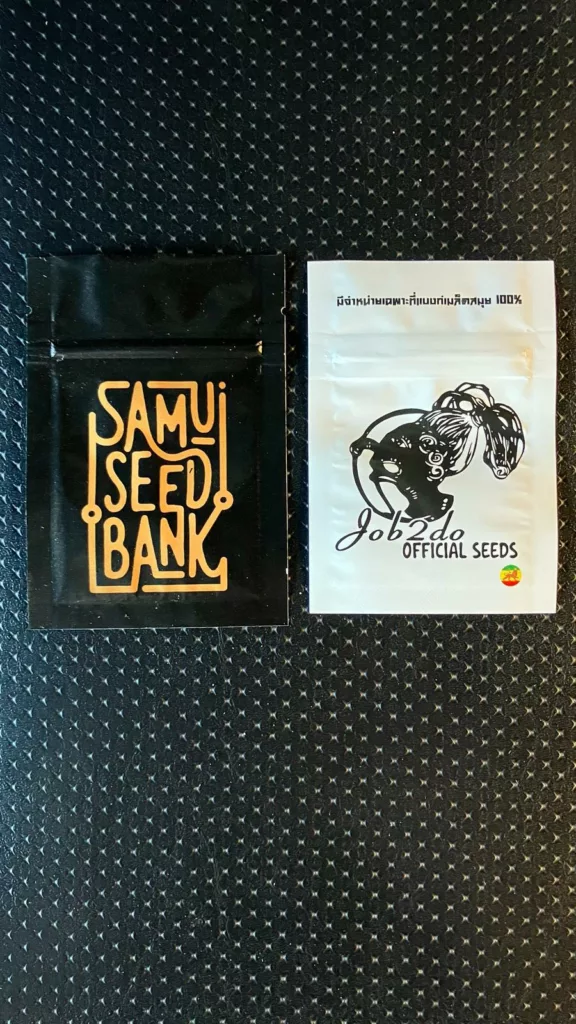 SAMUi
SEED
BANK
มีจำหน่ายเฉพาะที่แบงก์เมล็ดสมุย 100%
Job2do
OFFICIAL SEEDS